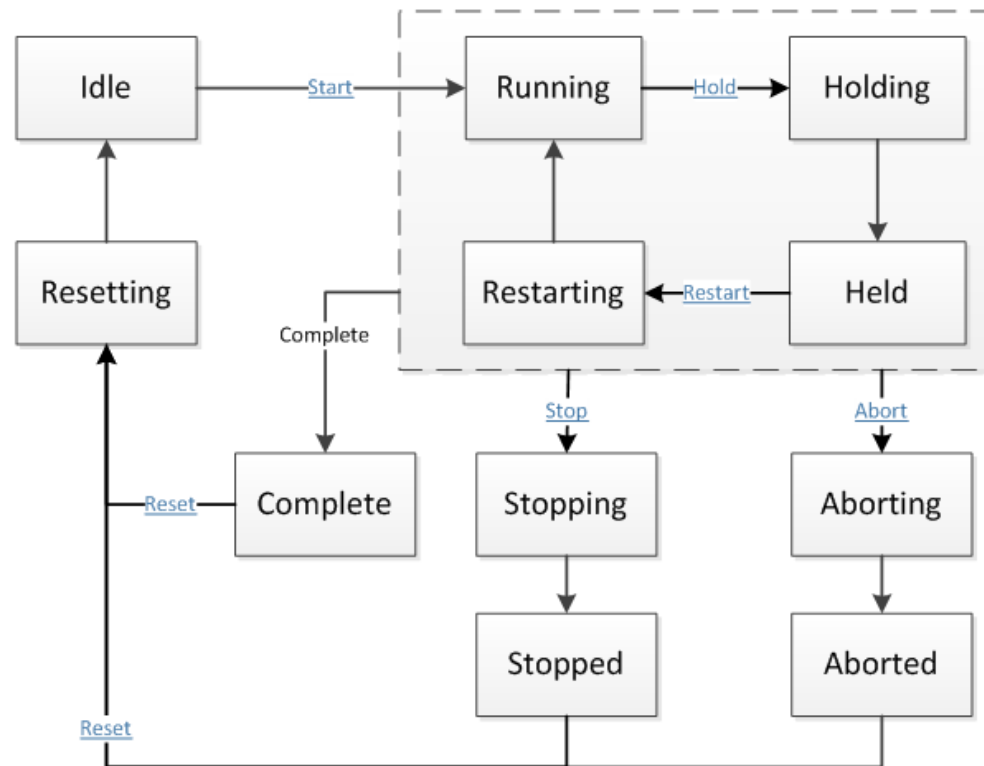 Idle
Start
Running
Hold
Holding
Resetting
Restarting
Restart
Held
Complete
Stop
Abort
Reset
Complete
Stopping
Aborting
Stopped
Aborted
Reset